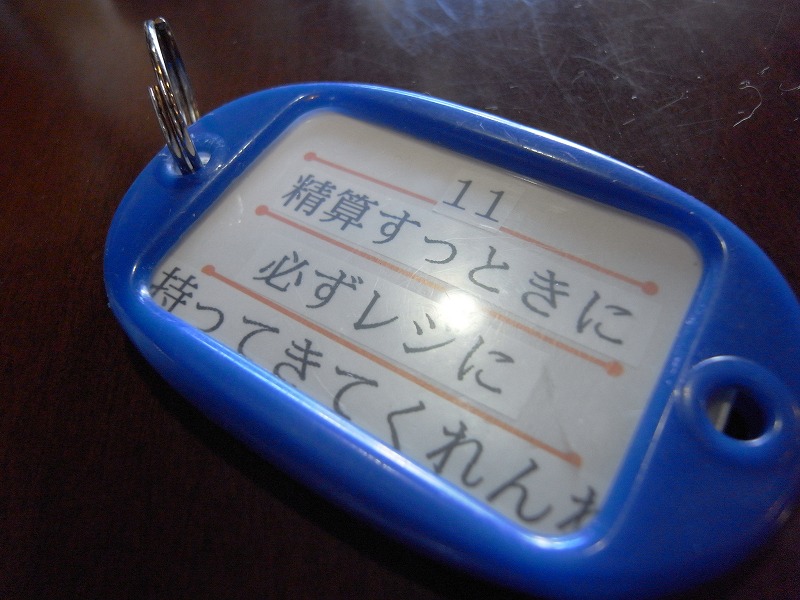 11
精算すっときに
必ずレジに
持ってきてくれんね